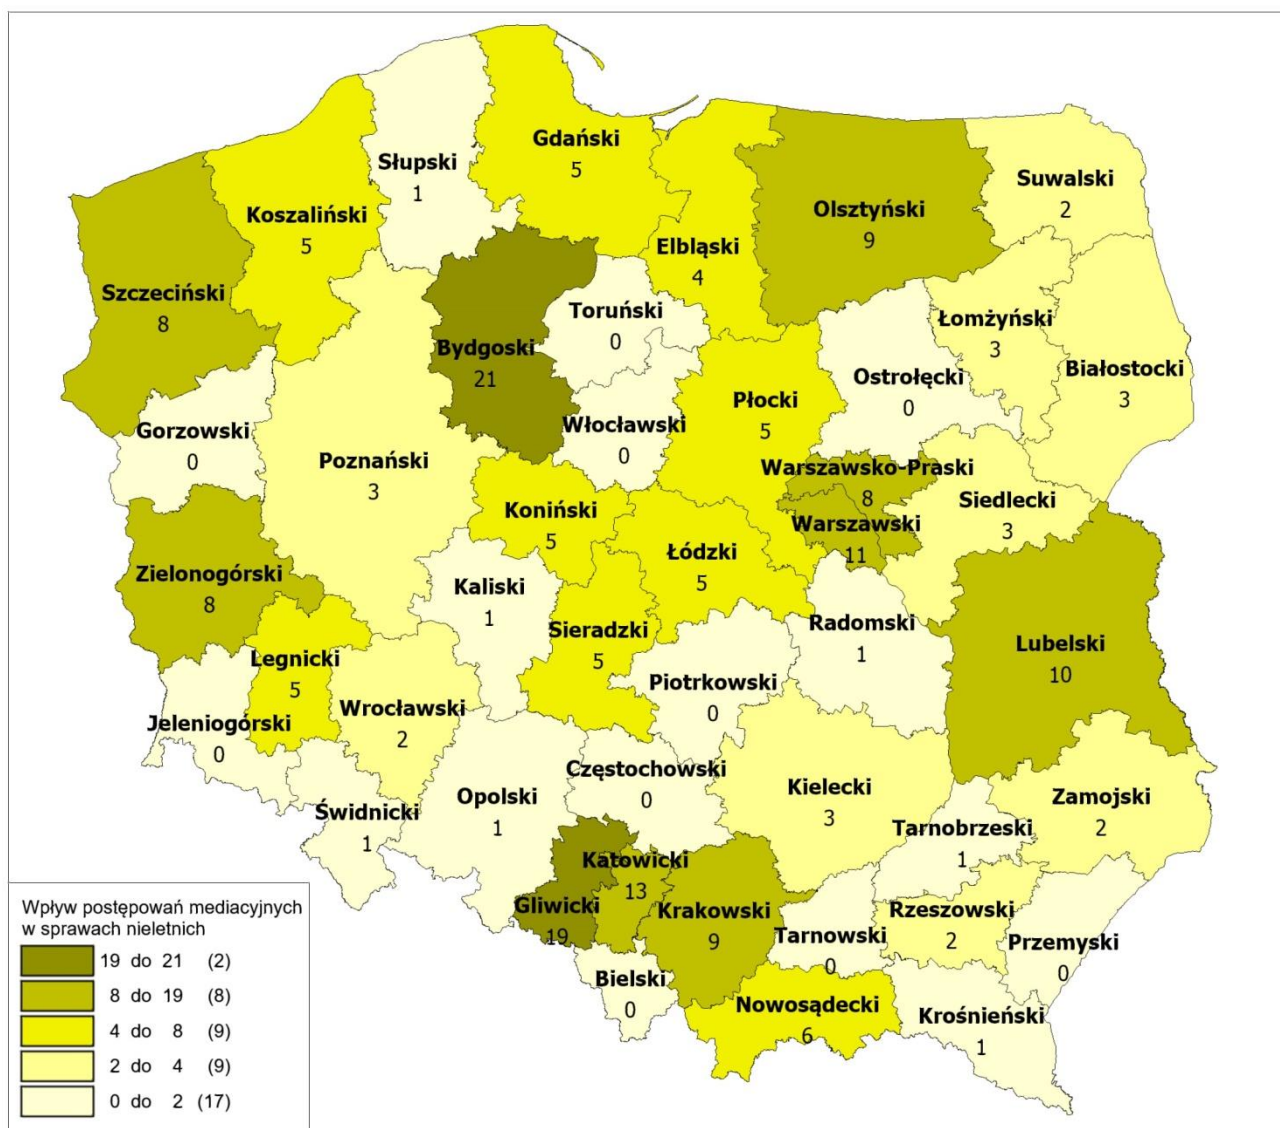 Gdański
5
Słupski
1
Suwalski
2
Koszaliński
5
Olsztyński
9
Elbląski
4
Szczeciński
8
Toruński
0
Łomżyński
3
Bydgoski
21
Białostocki
3
Ostrołęcki
0
Płocki
5
Włocławski
0
Gorzowski
0
Poznański
3
Warszawsko-Praski
8
Siedlecki
3
Koniński
5
Warszawski
11
Łódzki
5
Zielonogórski
8
Kaliski
1
Radomski
1
Sieradzki
5
Lubelski
10
Legnicki
5
Piotrkowski
0
Wrocławski
2
Jeleniogórski
0
Częstochowski
0
Kielecki
3
Opolski
1
Zamojski
2
Świdnicki
1
Tarnobrzeski
1
Katowicki
13
Gliwicki
19
Krakowski
9
Rzeszowski
2
Tarnowski
0
Przemyski
0
Bielski
0
Nowosądecki
6
Krośnieński
1
Wpływ postępowań mediacyjnych
w sprawach nieletnich
19 do 21 (2)
8 do 19 (8)
4 do 8 (9)
2 do 4 (9)
0 do 2 (17)